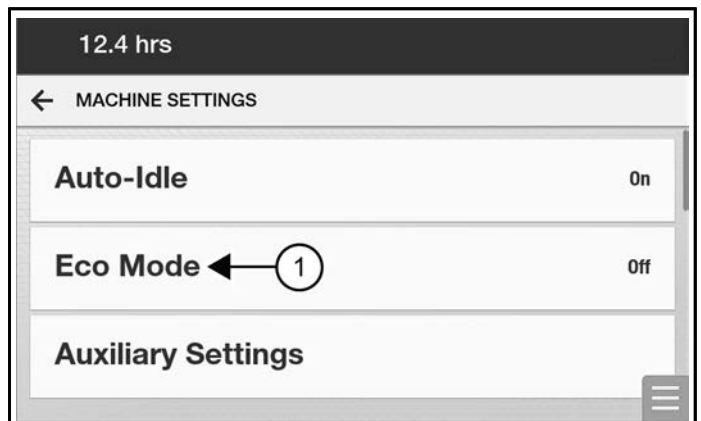 12.4 hrs
← MACHINE SETTINGS
Auto-Idle On
Eco Mode 1 Off
Auxiliary Settings